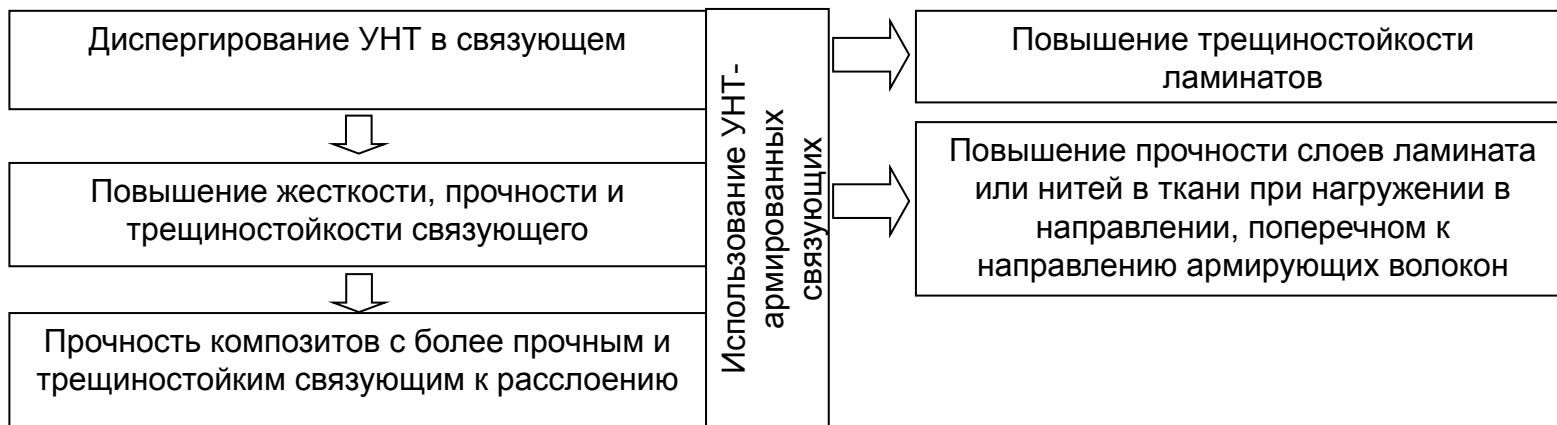 Диспергирование УНТ в связующем
Повышение жесткости, прочности и
трещиностойкости связующего
Прочность композитов с более прочным и
трещиностойким связующим к расслоению
Использование УНТ-
армированных
связующих
Повышение трещиностойкости
ламинатов
Повышение прочности слоев ламината
или нитей в ткани при нагружении в
направлении, поперечном к
направлению армирующих волокон